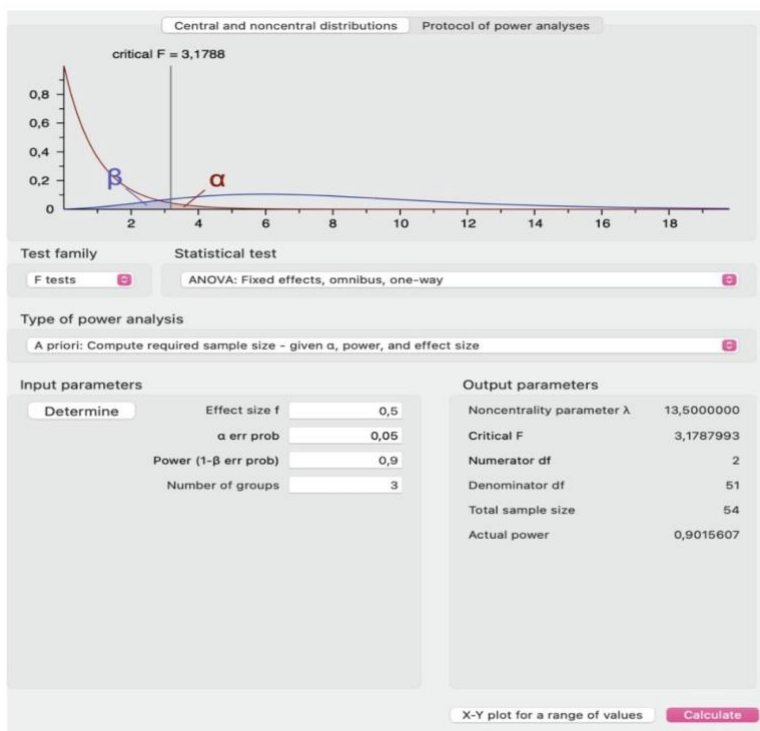 Central and noncentral distributions Protocol of power analyses
critical F = 3,1788
0,8
0,6
0,4
0,2
0
β
α
2 4 6 8 10 12 14 16 18
Test family Statistical test
F tests ANOVA: Fixed effects, omnibus, one-way
Type of power analysis
A priori: Compute required sample size - given α, power, and effect size
Input parameters
Determine
Effect size f 0,5
α err prob 0,05
Power (1-β err prob) 0,9
Number of groups 3
Output parameters
Noncentrality parameter λ 13,5000000
Critical F 3,1787993
Numerator df 2
Denominator df 51
Total sample size 54
Actual power 0,9015607
X-Y plot for a range of values Calculate